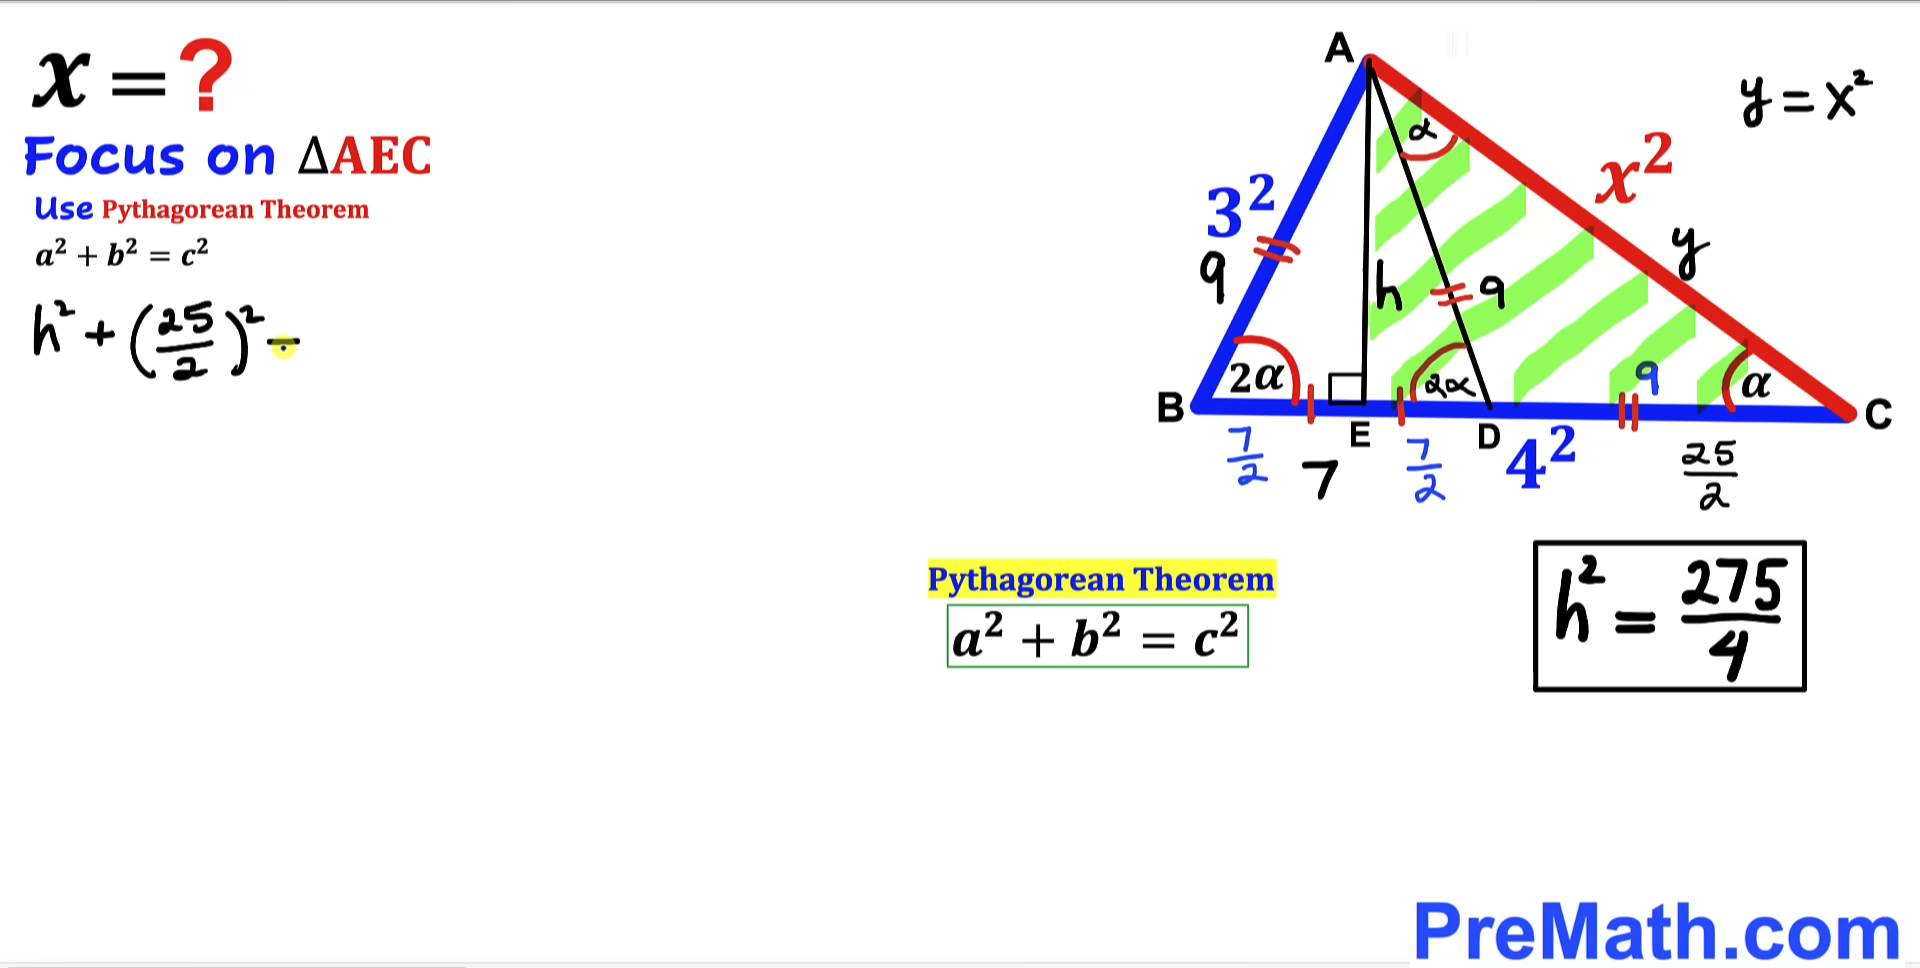 x = ?
Focus on ΔAEC
Use Pythagorean Theorem
a² + b² = c²
h² + (25/2)² =
A
y = x²
x²
3²
9
α
y
h
9
2α
2α
9
α
B
E
D
C
7/2
7
7/2
4²
25/2
Pythagorean Theorem
a² + b² = c²
h² = 275/4
PreMath.com